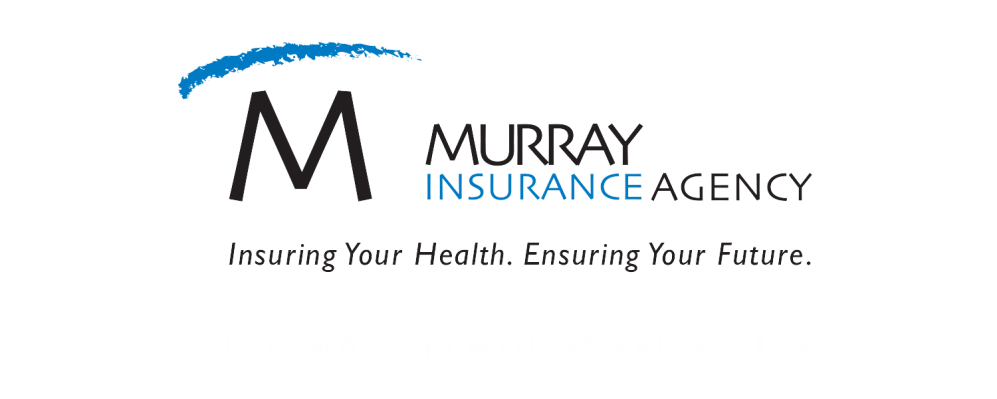 M
MURRAY
INSURANCE AGENCY
Insuring Your Health. Ensuring Your Future.